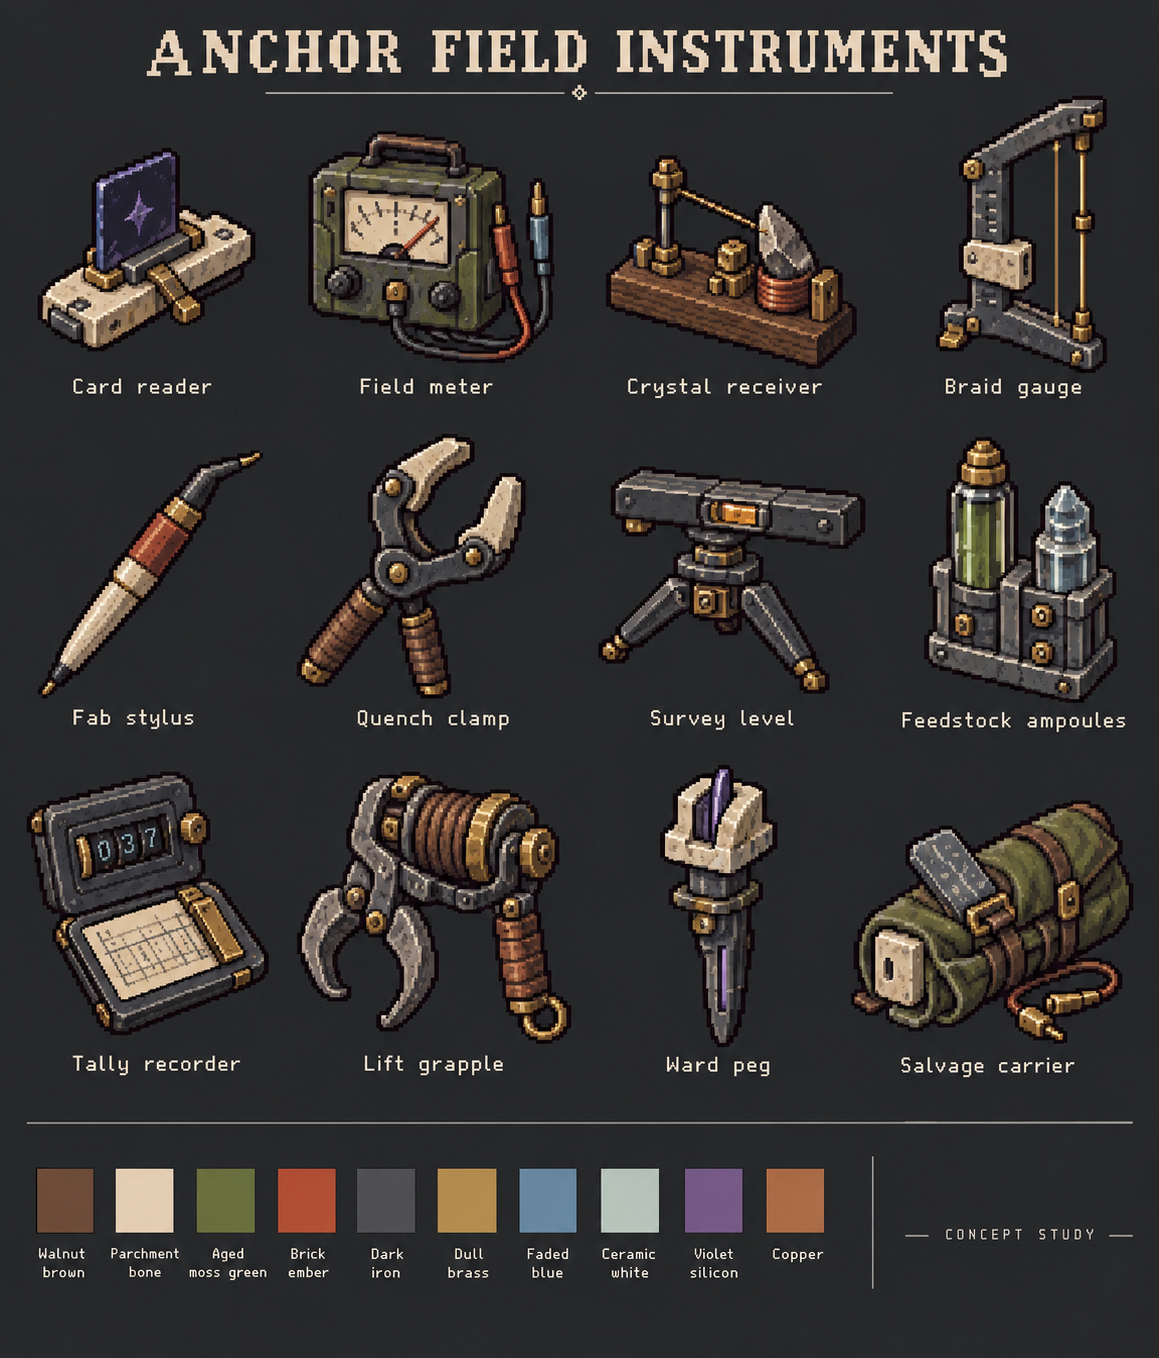 ANCHOR FIELD INSTRUMENTS
Card reader
Field meter
Crystal receiver
Braid gauge
Fab stylus
Quench clamp
Survey level
Feedstock ampoules
037
Tally recorder
Lift grapple
Ward peg
Salvage carrier
Walnut
brown
Parchment
bone
Aged
moss green
Brick
ember
Dark
iron
Dull
brass
Faded
blue
Ceramic
white
Violet
silicon
Copper
CONCEPT STUDY